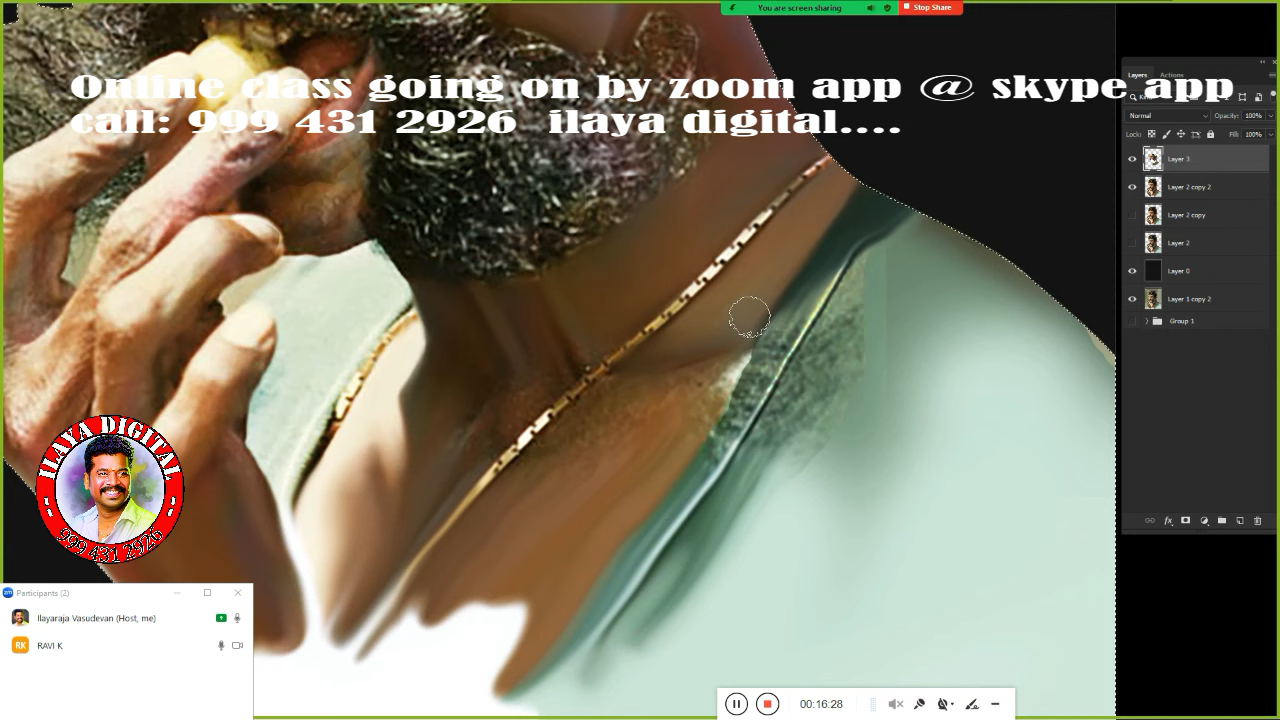 You are screen sharing
Stop Share
Online class going on by zoom app @ skype app
call: 999 431 2926 ilaya digital....
Layers Actions
Normal
Opacity: 100%
Lock:
Fill: 100%
Layer 3
Layer 2 copy 2
Layer 2 copy
Layer 2
Layer 0
Layer 1 copy 2
Group 1
fx
ILAYA DIGITAL
999 431 2926
zm Participants (2)
Ilayaraja Vasudevan (Host, me)
RK RAVI K
00:16:28